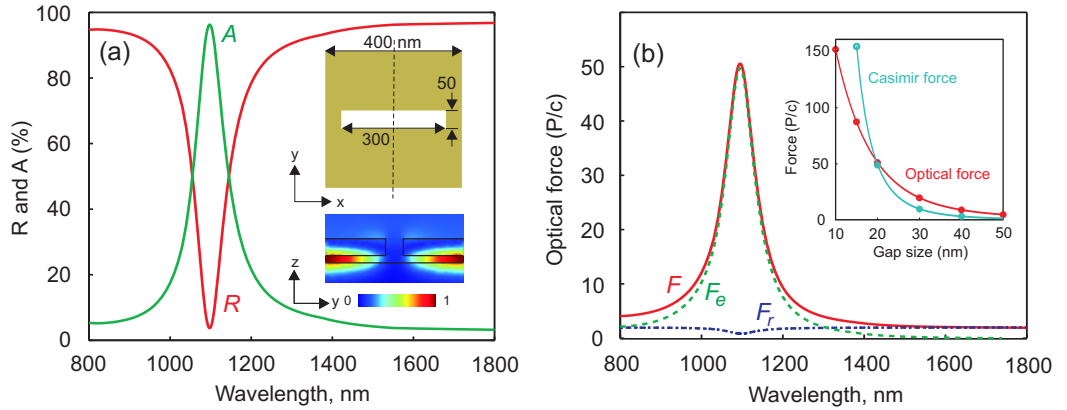 (a)
R and A (%)
100
80
60
40
20
0
800 1000 1200 1400 1600 1800
Wavelength, nm
A
R
400 nm
50
300
y
x
z
y
0 1
(b)
Optical force (P/c)
50
40
30
20
10
0
800 1000 1200 1400 1600 1800
Wavelength, nm
F
Fe
Fr
Force (P/c)
150
100
50
0
10 20 30 40 50
Gap size (nm)
Casimir force
Optical force